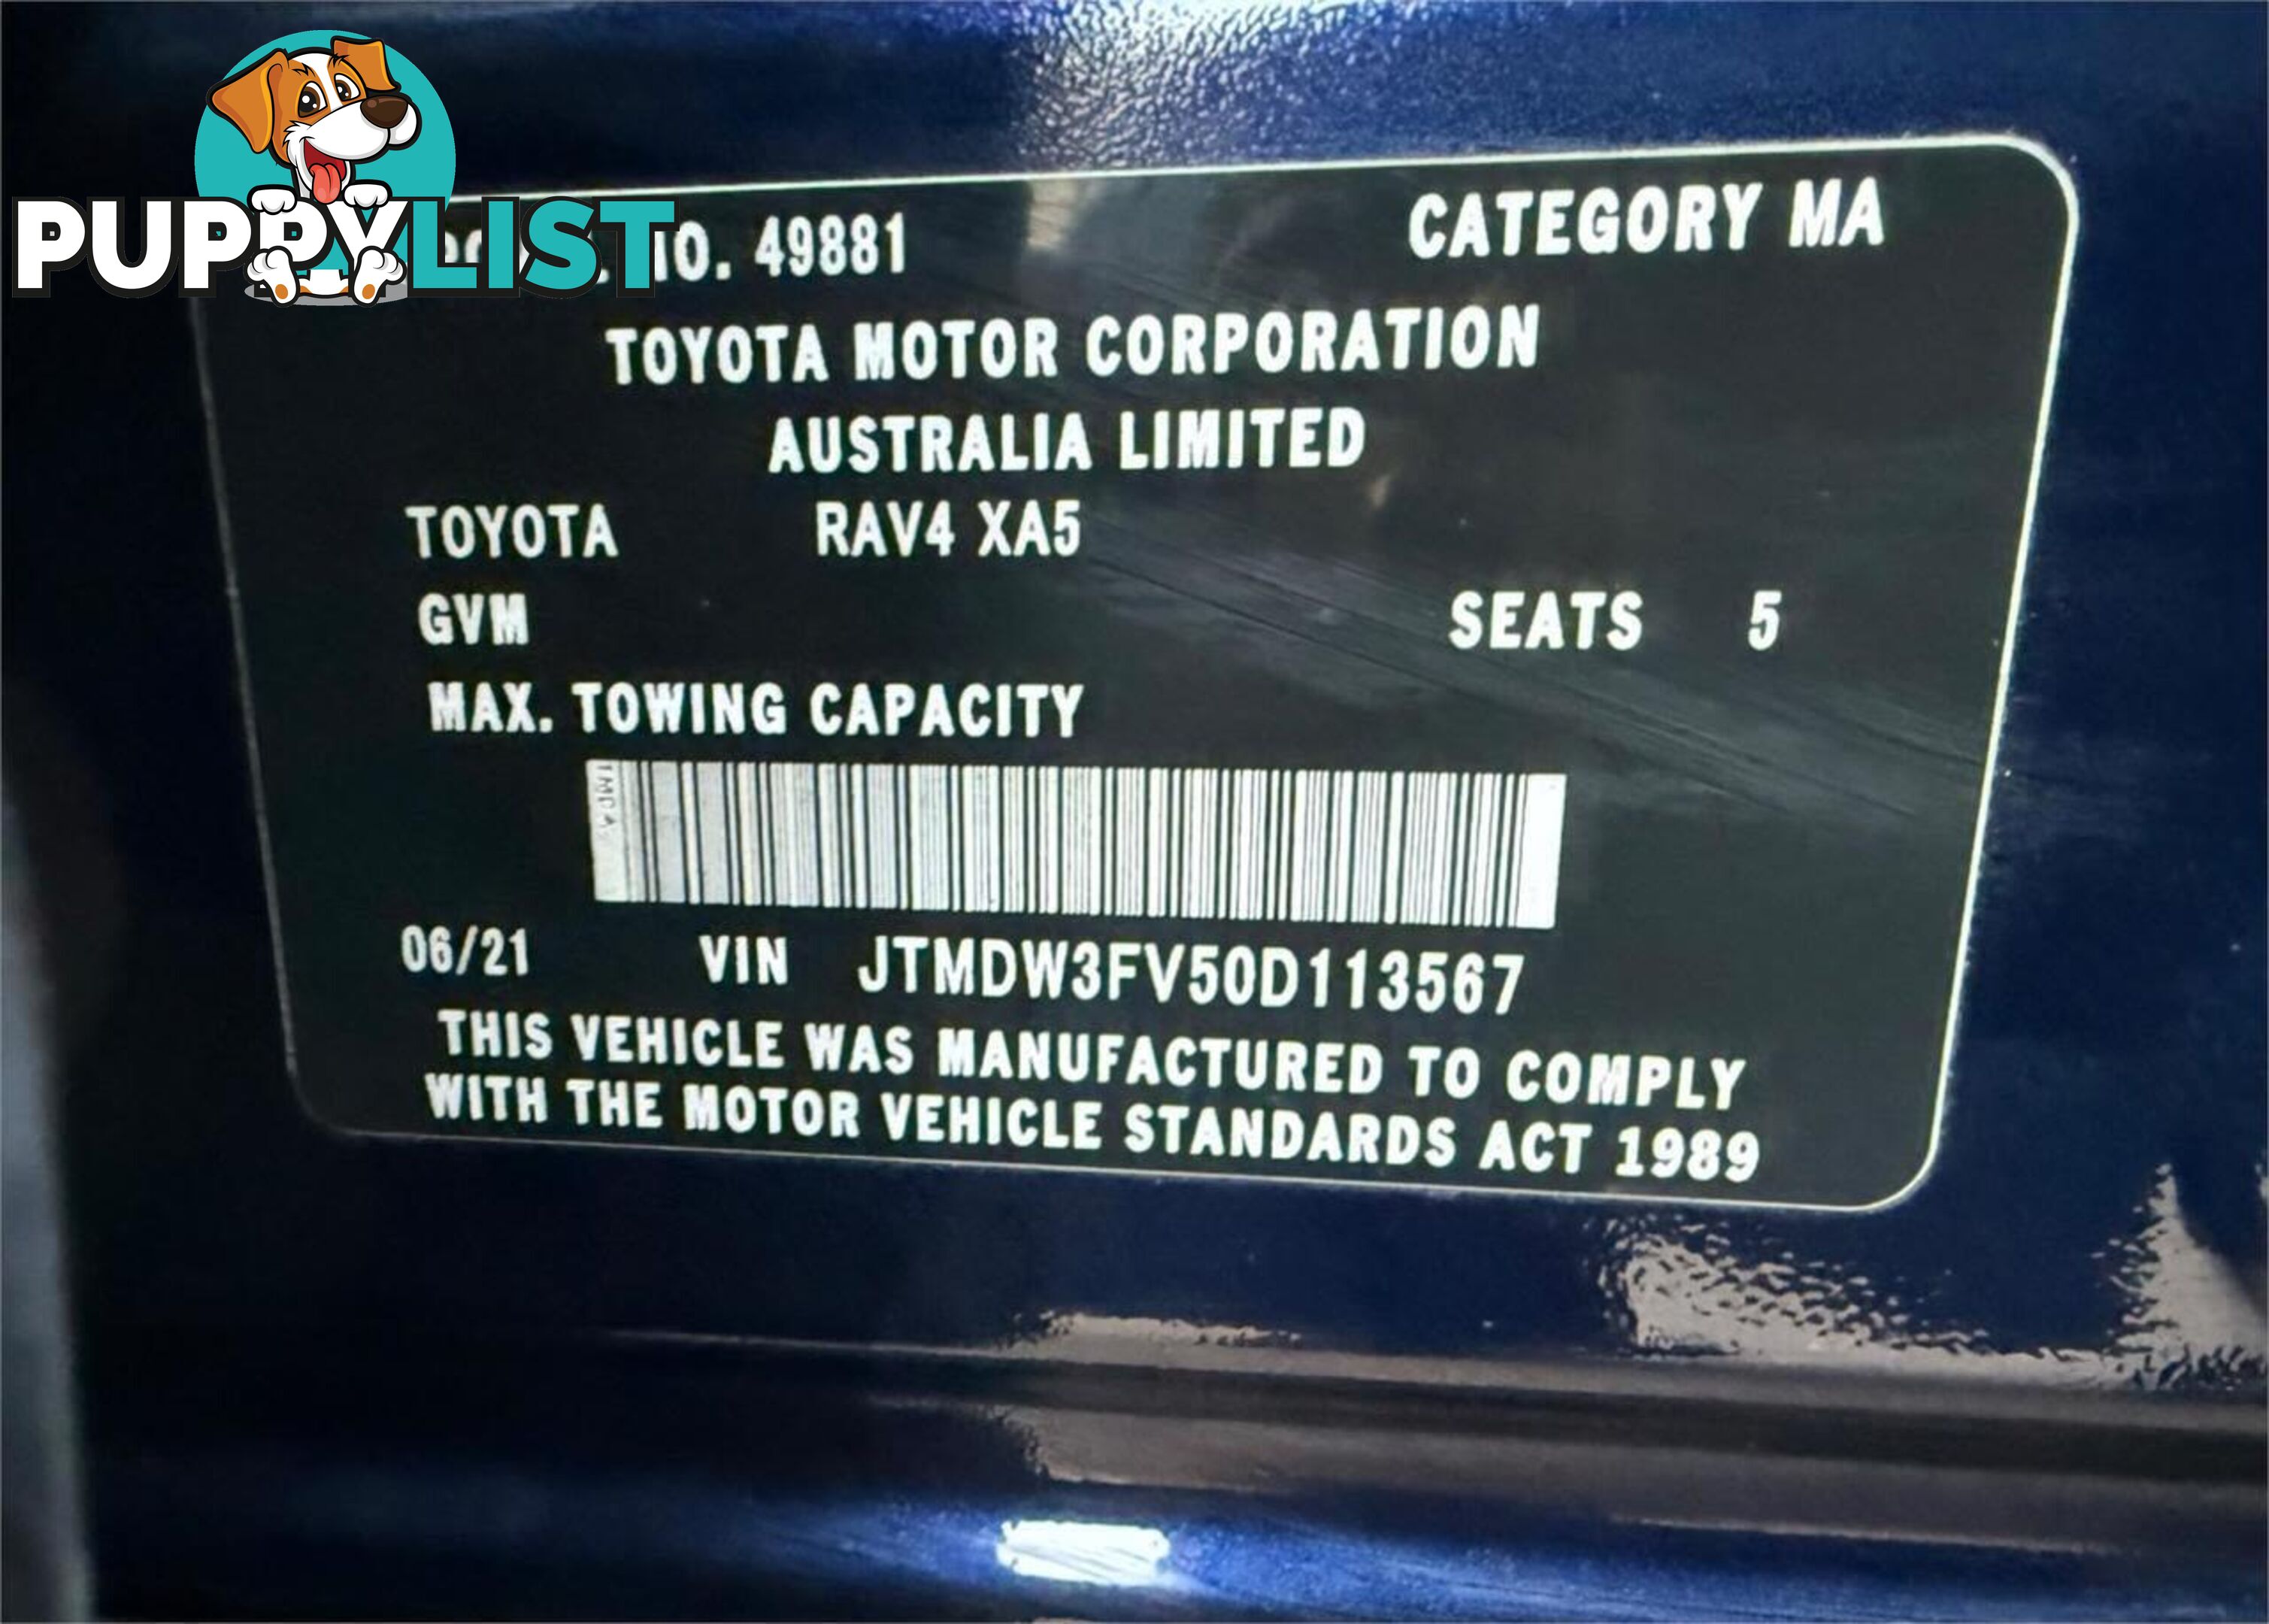 PUPPYLIST
NO. 49881 CATEGORY MA
TOYOTA MOTOR CORPORATION
AUSTRALIA LIMITED
TOYOTA RAV4 XA5
GVM SEATS 5
MAX. TOWING CAPACITY
06/21 VIN JTMDW3FV50D113567
THIS VEHICLE WAS MANUFACTURED TO COMPLY
WITH THE MOTOR VEHICLE STANDARDS ACT 1989